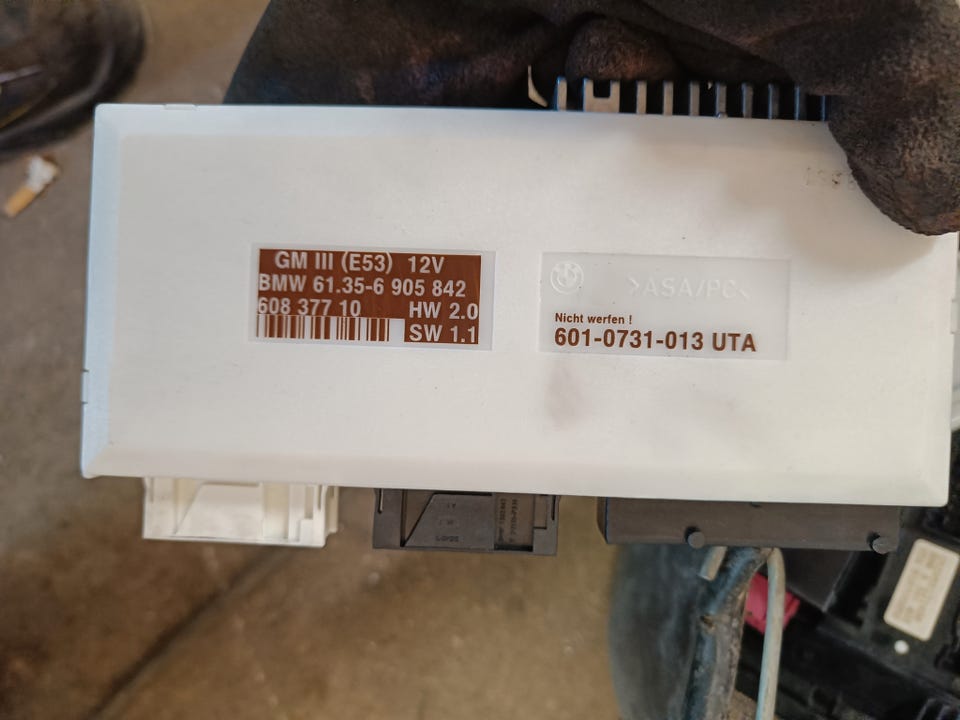 GM III (E53) 12V
BMW 61.35-6 905 842
608 377 10 HW 2.0
SW 1.1
>ASA/PC<
Nicht werfen !
601-0731-013 UTA